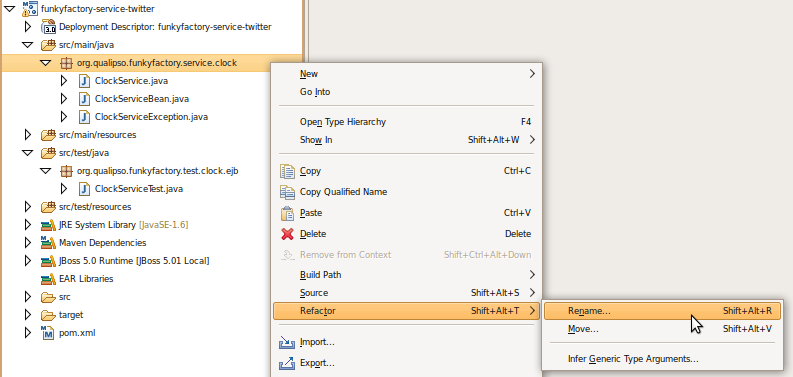 funkyfactory-service-twitter
Deployment Descriptor: funkyfactory-service-twitter
src/main/java
org.qualipso.funkyfactory.service.clock
ClockService.java
ClockServiceBean.java
ClockServiceException.java
src/main/resources
src/test/java
org.qualipso.funkyfactory.test.clock.ejb
ClockServiceTest.java
src/test/resources
JRE System Library [JavaSE-1.6]
Maven Dependencies
JBoss 5.0 Runtime [JBoss 5.01 Local]
EAR Libraries
src
target
pom.xml
New
Go Into
Open Type Hierarchy F4
Show In Shift+Alt+W
Copy Ctrl+C
Copy Qualified Name
Paste Ctrl+V
Delete Delete
Remove from Context Shift+Ctrl+Alt+Down
Build Path
Source Shift+Alt+S
Refactor Shift+Alt+T
Import...
Export...
Rename... Shift+Alt+R
Move... Shift+Alt+V
Infer Generic Type Arguments...